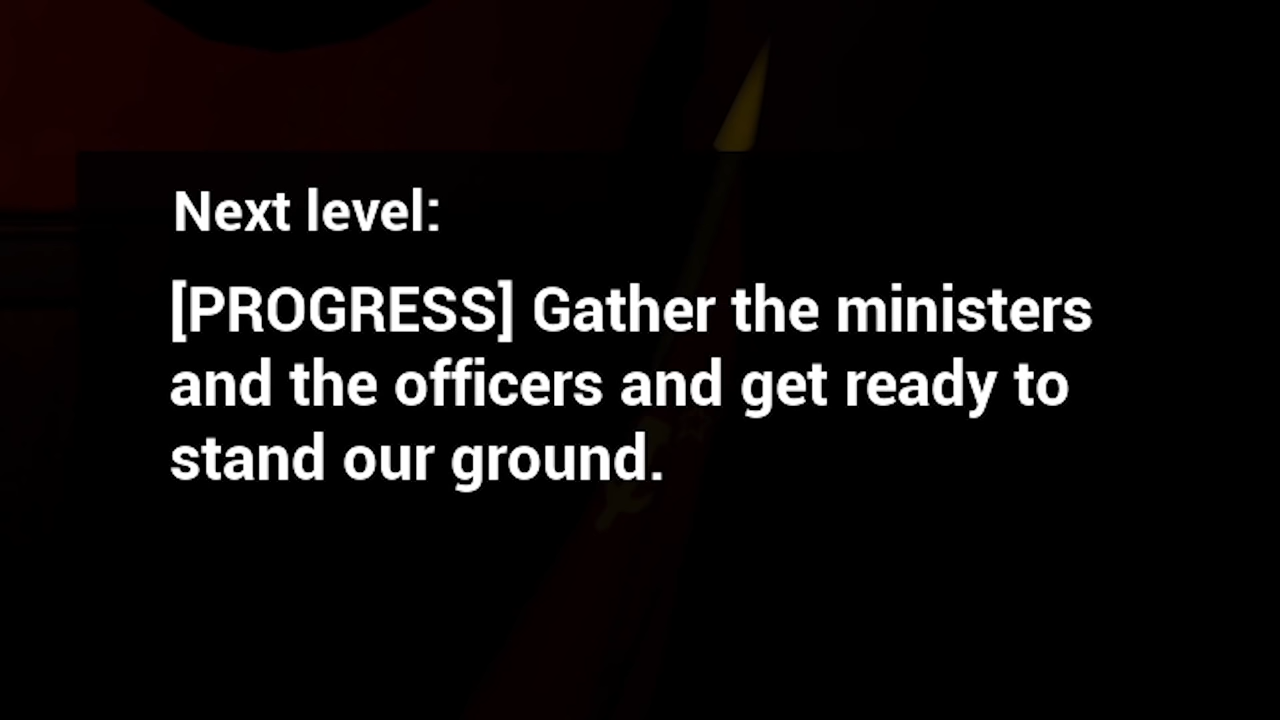 Next level:
[PROGRESS] Gather the ministers
and the officers and get ready to
stand our ground.